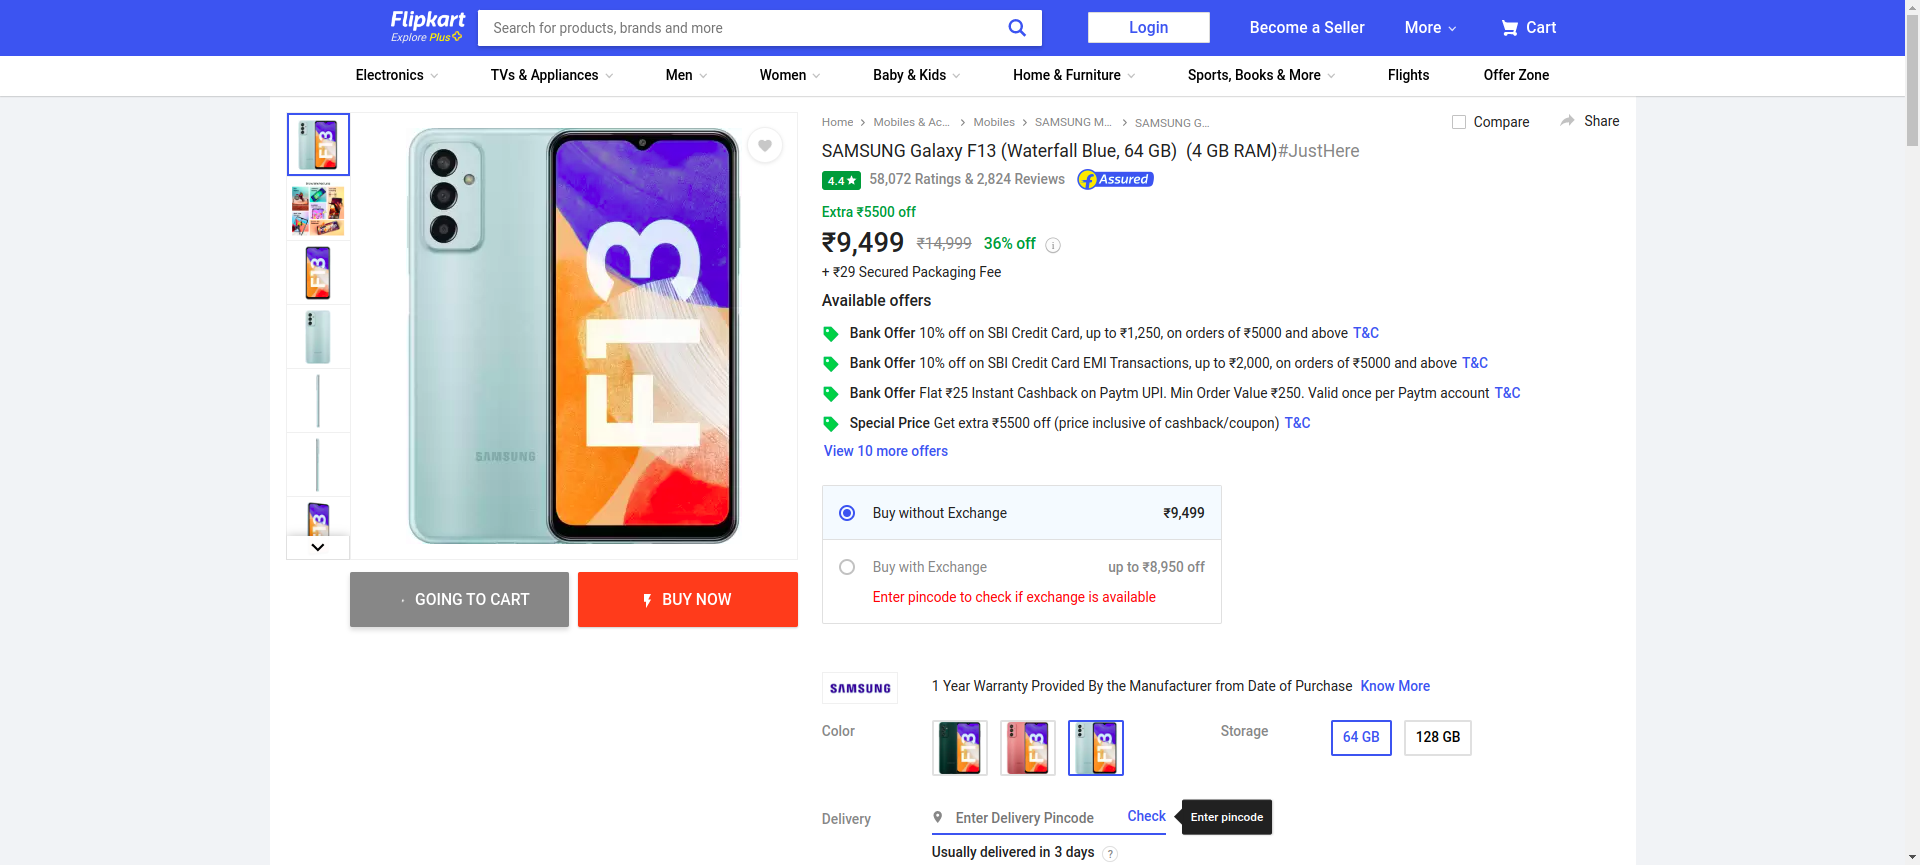 Flipkart
Explore Plus
Search for products, brands and more
Login
Become a Seller
More
Cart
Electronics
TVs & Appliances
Men
Women
Baby & Kids
Home & Furniture
Sports, Books & More
Flights
Offer Zone
Home
Mobiles & Ac...
Mobiles
SAMSUNG M...
SAMSUNG G...
Compare
Share
SAMSUNG Galaxy F13 (Waterfall Blue, 64 GB) (4 GB RAM)#JustHere
4.4★ 58,072 Ratings & 2,824 Reviews Assured
Extra ₹5500 off
₹9,499 ₹14,999 36% off
+ ₹29 Secured Packaging Fee
Available offers
Bank Offer 10% off on SBI Credit Card, up to ₹1,250, on orders of ₹5000 and above T&C
Bank Offer 10% off on SBI Credit Card EMI Transactions, up to ₹2,000, on orders of ₹5000 and above T&C
Bank Offer Flat ₹25 Instant Cashback on Paytm UPI. Min Order Value ₹250. Valid once per Paytm account T&C
Special Price Get extra ₹5500 off (price inclusive of cashback/coupon) T&C
View 10 more offers
F13
SAMSUNG
GOING TO CART
BUY NOW
Buy without Exchange ₹9,499
Buy with Exchange up to ₹8,950 off
Enter pincode to check if exchange is available
SAMSUNG
1 Year Warranty Provided By the Manufacturer from Date of Purchase Know More
Color
Storage
64 GB
128 GB
Delivery
Enter Delivery Pincode
Check
Enter pincode
Usually delivered in 3 days ?